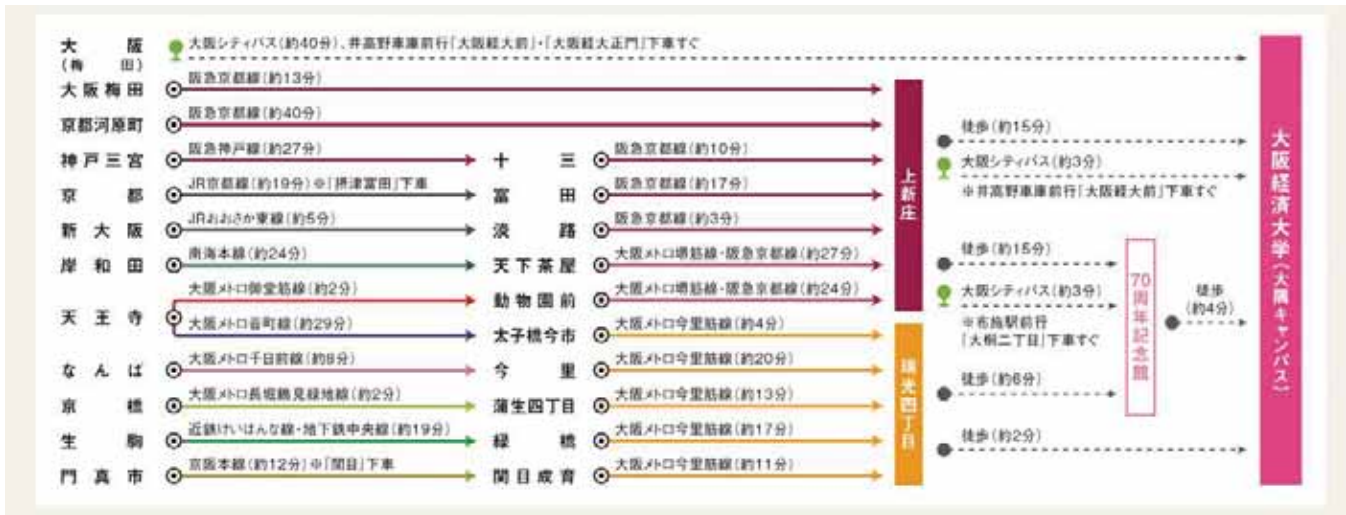 大阪
(梅田)
大阪シティバス(約40分)、井高野車庫前行「大阪経大前」・「大阪経大正門」下車すぐ
大阪梅田
阪急京都線(約13分)
京都河原町
阪急京都線(約40分)
神戸三宮
阪急神戸線(約27分)
十三
阪急京都線(約10分)
京都
JR京都線(約19分)※「摂津富田」下車
富田
阪急京都線(約17分)
新大阪
JRおおさか東線(約5分)
淡路
阪急京都線(約3分)
岸和田
南海本線(約24分)
天下茶屋
大阪メトロ堺筋線・阪急京都線(約27分)
天王寺
大阪メトロ御堂筋線(約2分)
動物園前
大阪メトロ堺筋線・阪急京都線(約24分)
大阪メトロ谷町線(約29分)
太子橋今市
大阪メトロ今里筋線(約4分)
なんば
大阪メトロ千日前線(約8分)
今里
大阪メトロ今里筋線(約20分)
京橋
大阪メトロ長堀鶴見緑地線(約2分)
蒲生四丁目
大阪メトロ今里筋線(約13分)
生駒
近鉄けいはんな線・地下鉄中央線(約19分)
緑橋
大阪メトロ今里筋線(約17分)
門真市
京阪本線(約12分)※「関目」下車
関目成育
大阪メトロ今里筋線(約11分)
上新庄
瑞光四丁目
徒歩(約15分)
大阪シティバス(約3分)
※井高野車庫前行「大阪経大前」下車すぐ
徒歩(約15分)
大阪シティバス(約3分)
※布施駅前行
「大桐二丁目」下車すぐ
徒歩(約6分)
70周年記念館
徒歩
(約4分)
徒歩(約2分)
大阪経済大学(大隅キャンパス)